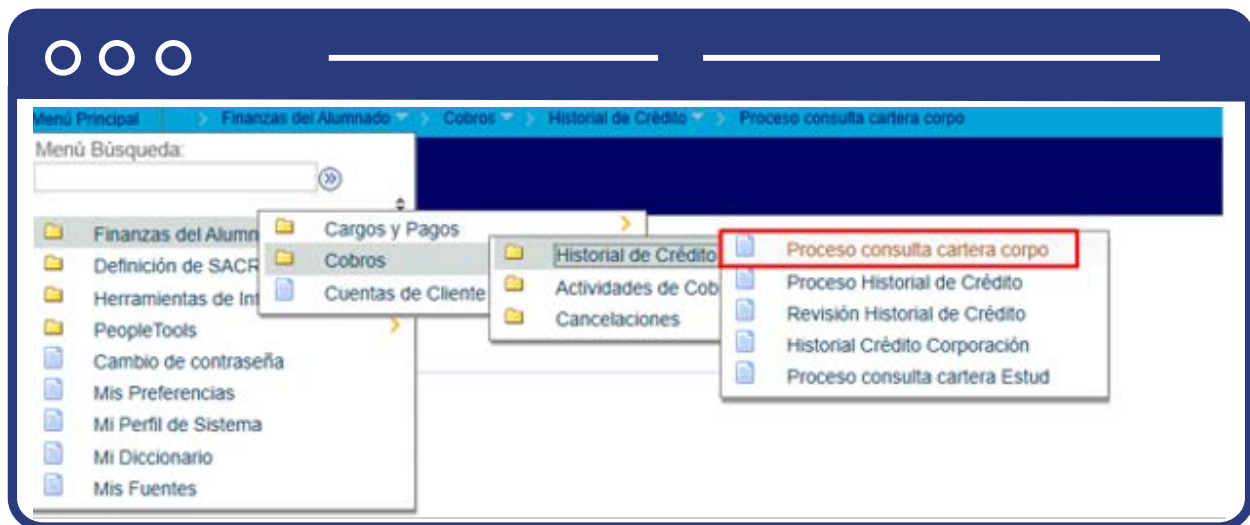 Menú Principal > Finanzas del Alumnado > Cobros > Historial de Crédito > Proceso consulta cartera corpo
Menú Búsqueda:
Finanzas del Alumn
Definición de SACR
Herramientas de Int
PeopleTools
Cambio de contraseña
Mis Preferencias
Mi Perfil de Sistema
Mi Diccionario
Mis Fuentes
Cargos y Pagos
Cobros
Cuentas de Cliente
Historial de Crédito
Actividades de Cob
Cancelaciones
Proceso consulta cartera corpo
Proceso Historial de Crédito
Revisión Historial de Crédito
Historial Crédito Corporación
Proceso consulta cartera Estud